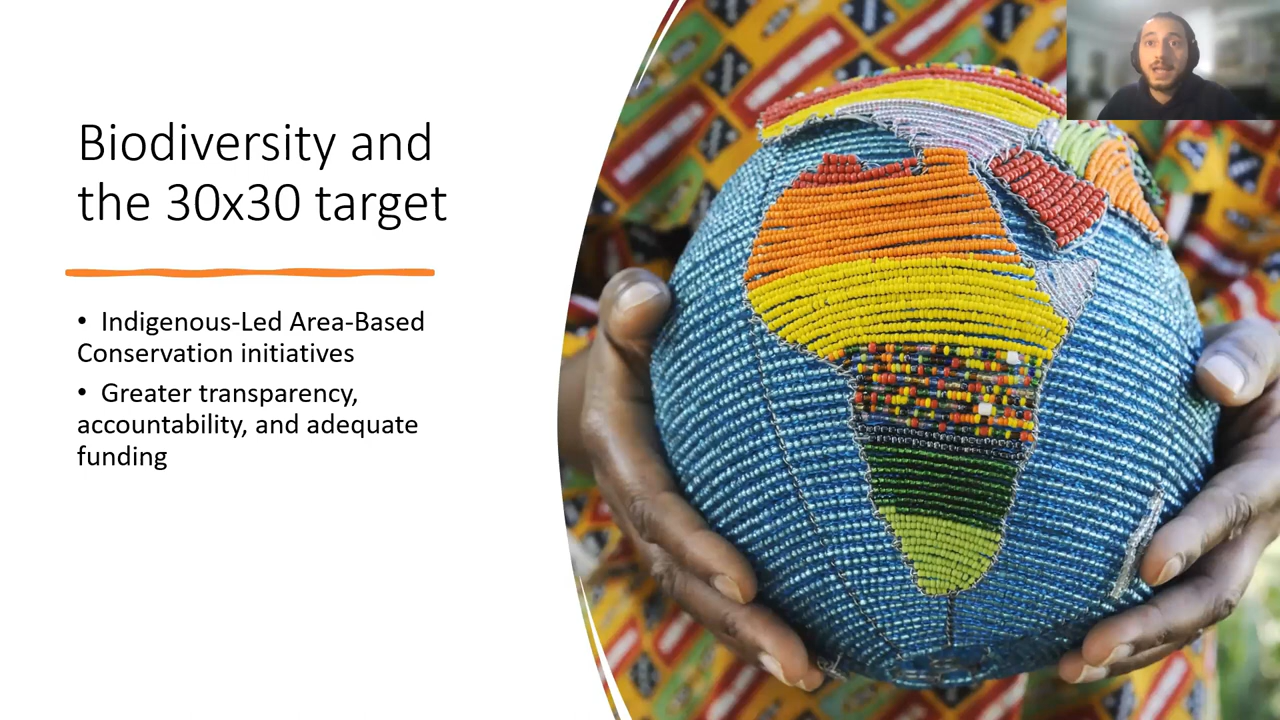 Biodiversity and
the 30x30 target
• Indigenous-Led Area-Based
Conservation initiatives
• Greater transparency,
accountability, and adequate
funding